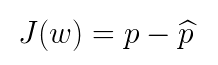 J(w) = p − p̂